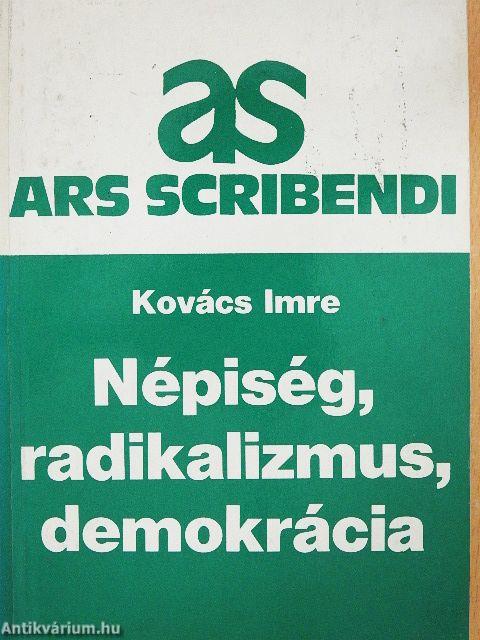 as
ARS SCRIBENDI
Kovács Imre
Népiség,
radikalizmus,
demokrácia
Antikvárium.hu